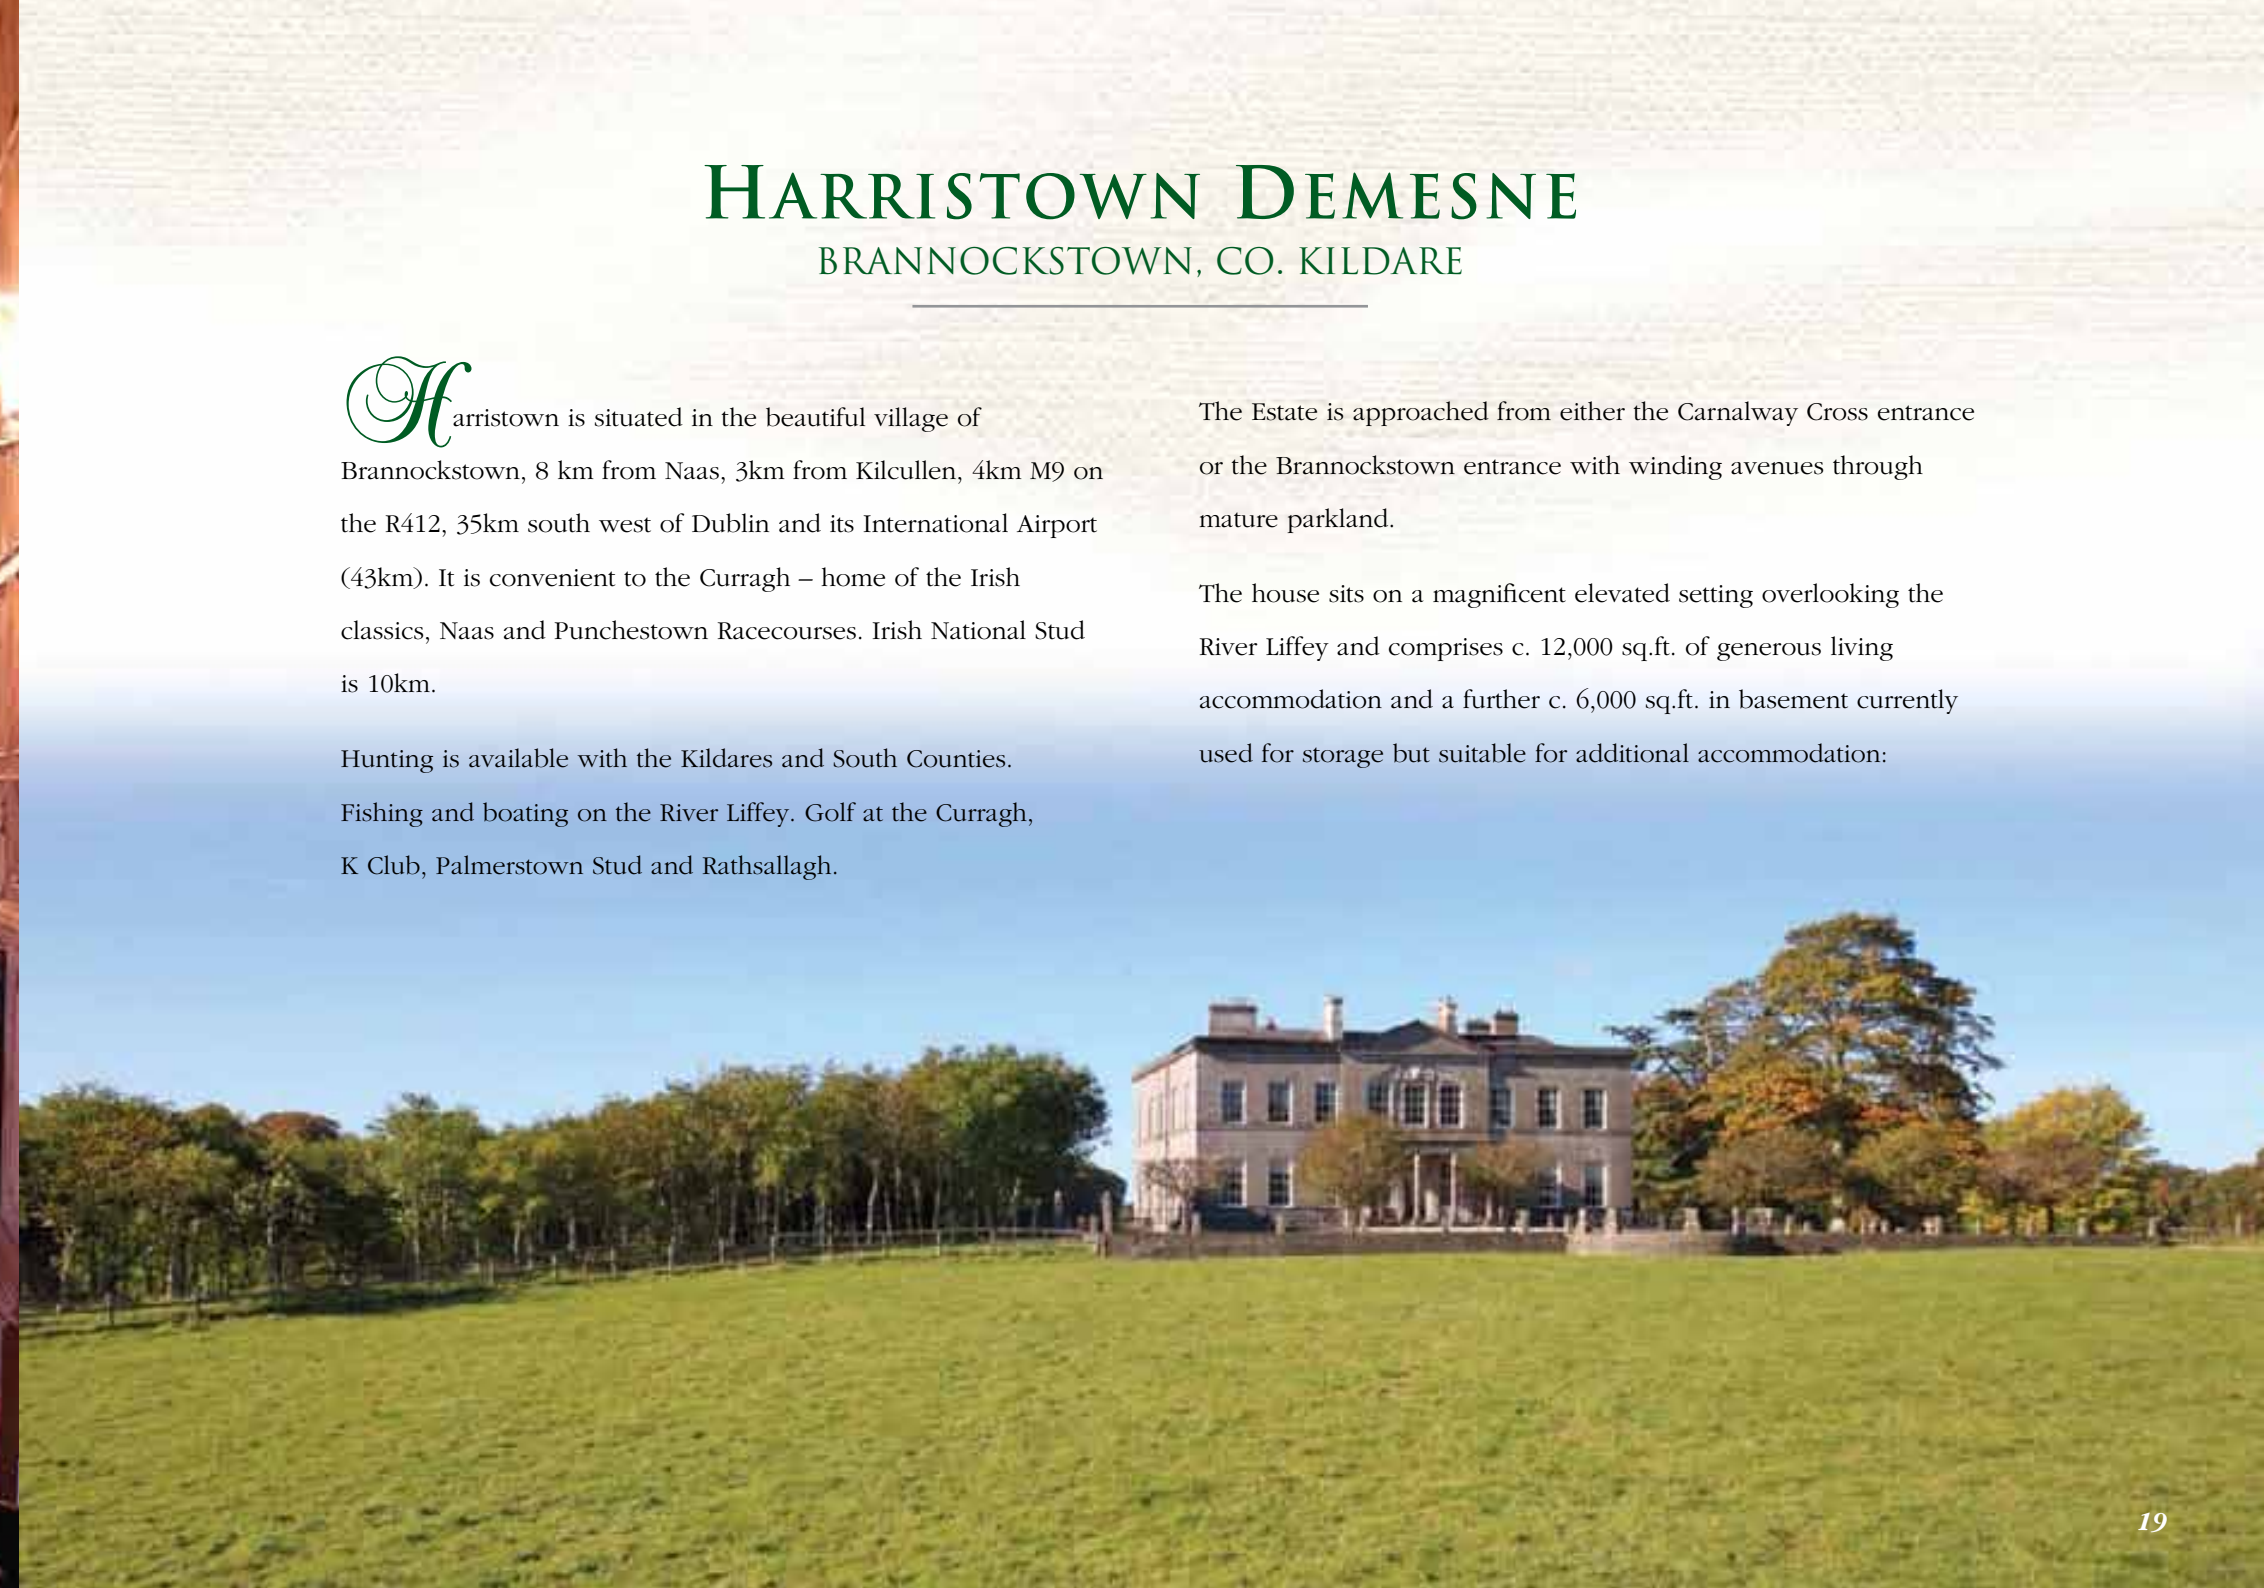 Harristown Demesne
BRANNOCKSTOWN, CO. KILDARE
Harristown is situated in the beautiful village of
Brannockstown, 8 km from Naas, 3km from Kilcullen, 4km M9 on
the R412, 35km south west of Dublin and its International Airport
(43km). It is convenient to the Curragh – home of the Irish
classics, Naas and Punchestown Racecourses. Irish National Stud
is 10km.
Hunting is available with the Kildares and South Counties.
Fishing and boating on the River Liffey. Golf at the Curragh,
K Club, Palmerstown Stud and Rathsallagh.
The Estate is approached from either the Carnalway Cross entrance
or the Brannockstown entrance with winding avenues through
mature parkland.
The house sits on a magnificent elevated setting overlooking the
River Liffey and comprises c. 12,000 sq.ft. of generous living
accommodation and a further c. 6,000 sq.ft. in basement currently
used for storage but suitable for additional accommodation:
19